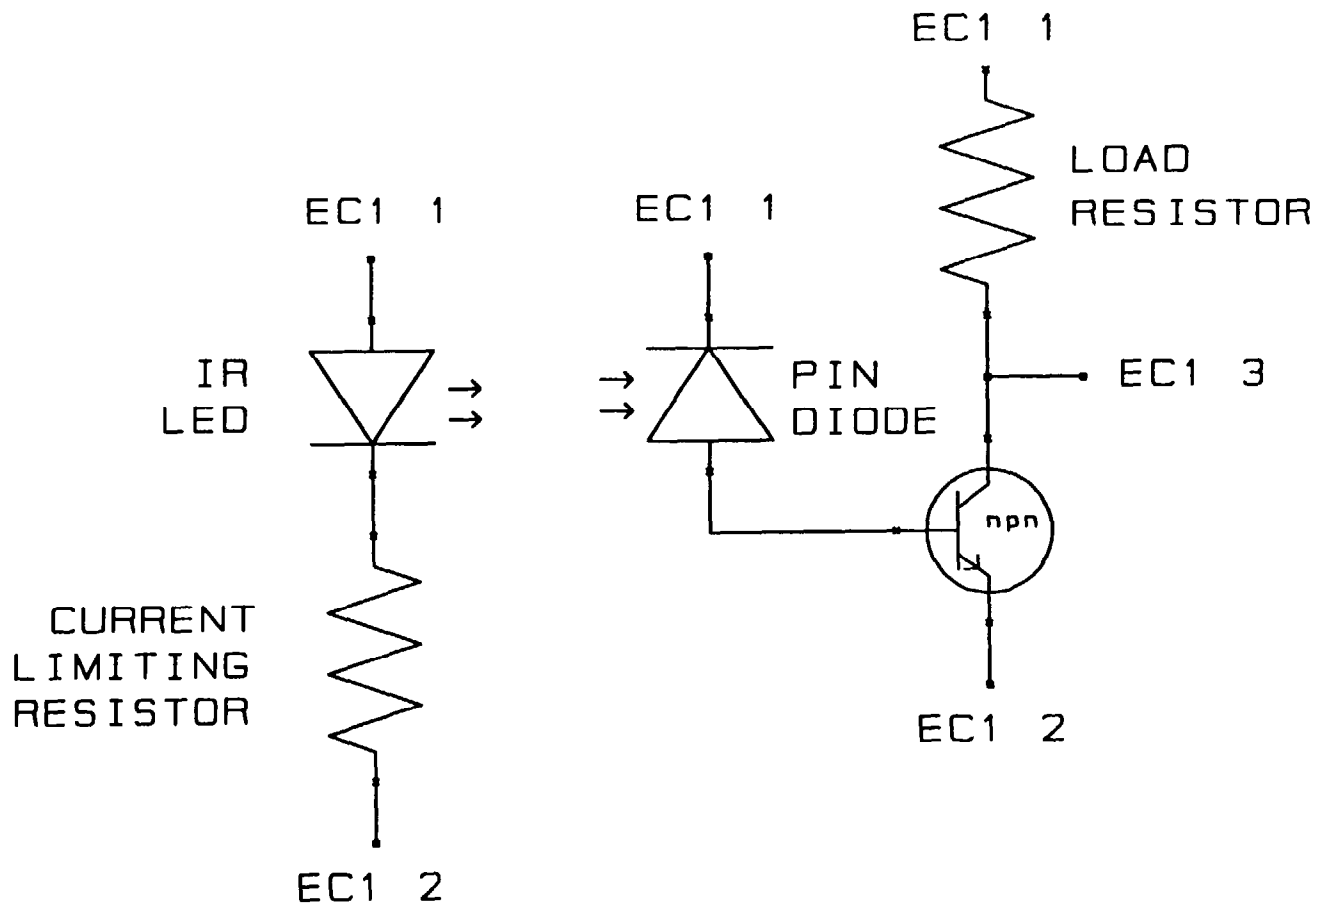 EC1 1
LOAD
RESISTOR
EC1 1
EC1 1
IR
LED
PIN
DIODE
EC1 3
npn
CURRENT
LIMITING
RESISTOR
EC1 2
EC1 2